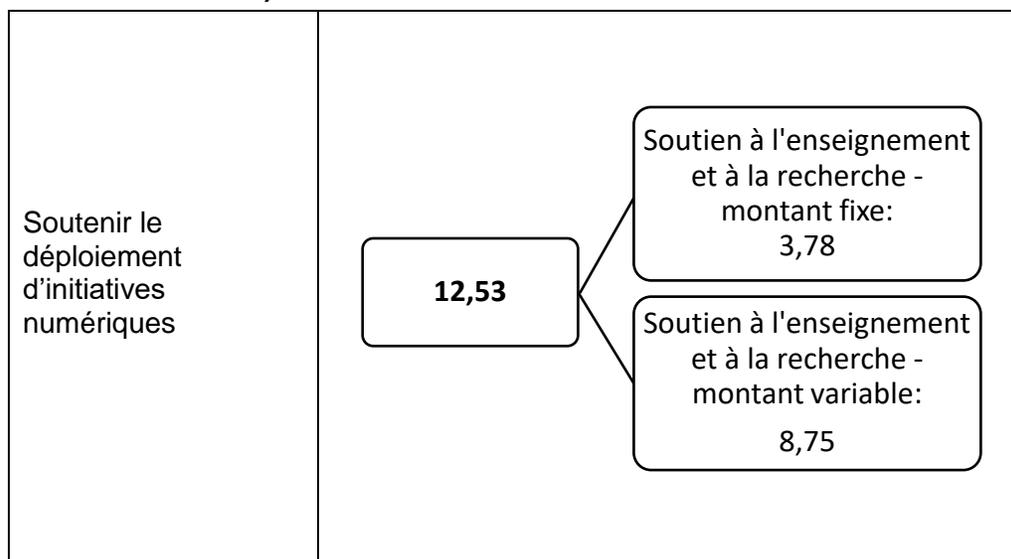 Soutenir le
déploiement
d’initiatives
numériques
12,53
Soutien à l'enseignement
et à la recherche -
montant fixe:
3,78
Soutien à l'enseignement
et à la recherche -
montant variable:
8,75